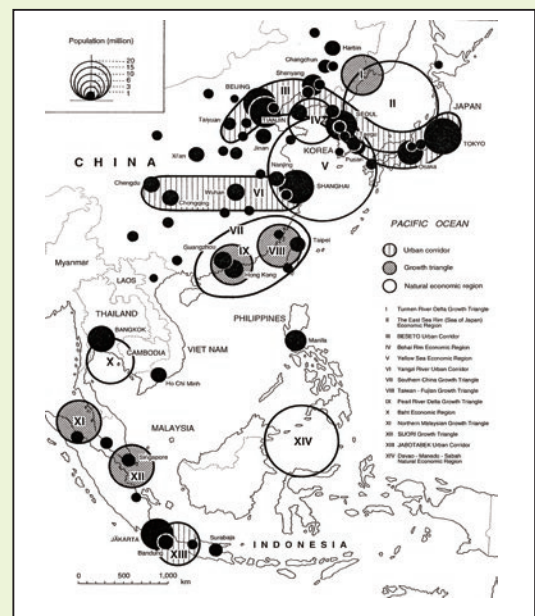 Population (million)
20
15
10
6
3
1
Harbin
Changchun
Shenyang
I
BEIJING
III
II
TIANJIN
IV
SEOUL
JAPAN
Taiyuan
Jinan
KOREA
Pusan
Osaka
TOKYO
CHINA
Xi'an
Nanjing
V
Chengdu
Wuhan
VI
SHANGHAI
Chongqing
VII
PACIFIC OCEAN
Guangzhou
IX
VIII
Taipei
Hong Kong
Myanmar
LAOS
Urban corridor
Growth triangle
Natural economic region
THAILAND
BANGKOK
PHILIPPINES
CAMBODIA
VIET NAM
Manila
X
Ho Chi Minh
I Tumen River Delta Growth Triangle
II The East Sea Rim (Sea of Japan)
Economic Region
III BESETO Urban Corridor
IV Bohai Rim Economic Region
V Yellow Sea Economic Region
VI Yangzi River Urban Corridor
VII Southern China Growth Triangle
VIII Taiwan - Fujian Growth Triangle
IX Pearl River Delta Growth Triangle
X Baht Economic Region
XI Northern Malaysian Growth Triangle
XII SIJORI Growth Triangle
XIII JABOTABEK Urban Corridor
XIV Davao - Manado - Sabah
Natural Economic Region
XI
MALAYSIA
XIV
Singapore
XII
JAKARTA
Surabaja
Bandung
XIII
INDONESIA
0 500 1,000
km